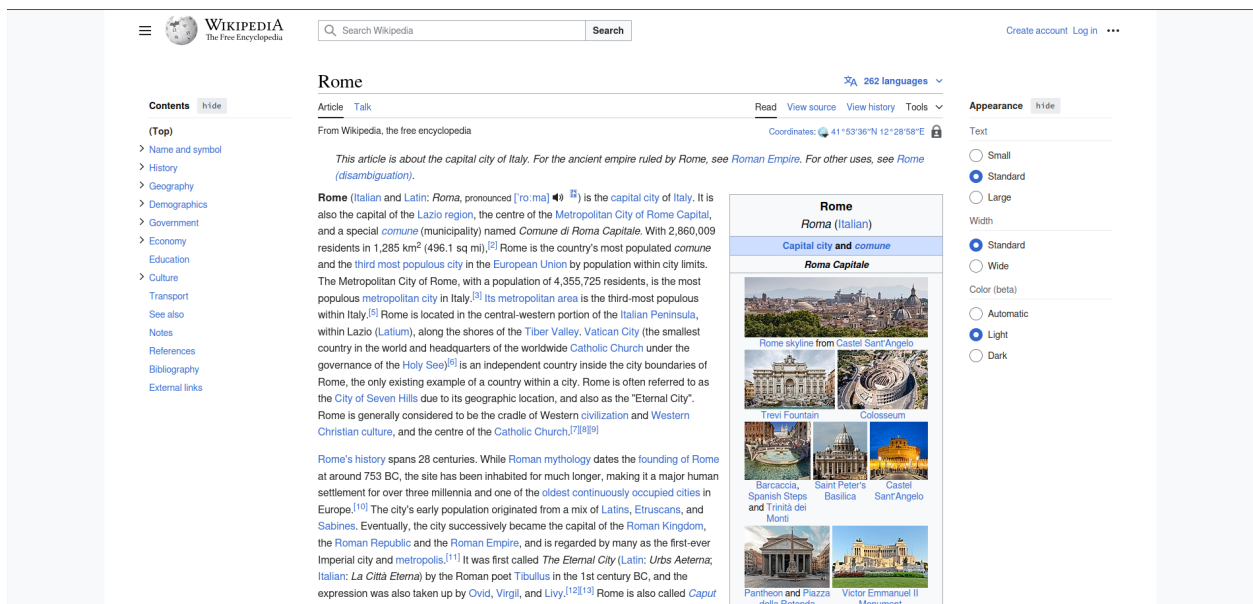 WIKIPEDIA
The Free Encyclopedia
Search Wikipedia
Search
Create account Log in
Contents hide
(Top)
Name and symbol
History
Geography
Demographics
Government
Economy
Education
Culture
Transport
See also
Notes
References
Bibliography
External links
Rome
262 languages
Article Talk
Read View source View history Tools
From Wikipedia, the free encyclopedia
Coordinates: 41°53′36″N 12°28′58″E
This article is about the capital city of Italy. For the ancient empire ruled by Rome, see Roman Empire. For other uses, see Rome
(disambiguation).
Rome (Italian and Latin: Roma, pronounced [ˈroːma] ) is the capital city of Italy. It is
also the capital of the Lazio region, the centre of the Metropolitan City of Rome Capital,
and a special comune (municipality) named Comune di Roma Capitale. With 2,860,009
residents in 1,285 km² (496.1 sq mi),[2] Rome is the country's most populated comune
and the third most populous city in the European Union by population within city limits.
The Metropolitan City of Rome, with a population of 4,355,725 residents, is the most
populous metropolitan city in Italy.[3] Its metropolitan area is the third-most populous
within Italy.[5] Rome is located in the central-western portion of the Italian Peninsula,
within Lazio (Latium), along the shores of the Tiber Valley. Vatican City (the smallest
country in the world and headquarters of the worldwide Catholic Church under the
governance of the Holy See)[6] is an independent country inside the city boundaries of
Rome, the only existing example of a country within a city. Rome is often referred to as
the City of Seven Hills due to its geographic location, and also as the "Eternal City".
Rome is generally considered to be the cradle of Western civilization and Western
Christian culture, and the centre of the Catholic Church.[7][8][9]
Rome's history spans 28 centuries. While Roman mythology dates the founding of Rome
at around 753 BC, the site has been inhabited for much longer, making it a major human
settlement for over three millennia and one of the oldest continuously occupied cities in
Europe.[10] The city's early population originated from a mix of Latins, Etruscans, and
Sabines. Eventually, the city successively became the capital of the Roman Kingdom,
the Roman Republic and the Roman Empire, and is regarded by many as the first-ever
Imperial city and metropolis.[11] It was first called The Eternal City (Latin: Urbs Aeterna;
Italian: La Città Eterna) by the Roman poet Tibullus in the 1st century BC, and the
expression was also taken up by Ovid, Virgil, and Livy.[12][13] Rome is also called Caput
Rome
Roma (Italian)
Capital city and comune
Roma Capitale
Rome skyline from Castel Sant'Angelo
Trevi Fountain
Colosseum
Barcaccia,
Spanish Steps
and Trinità dei
Monti
Saint Peter's
Basilica
Castel
Sant'Angelo
Pantheon and Piazza
della Rotonda
Victor Emmanuel II
Monument
Appearance hide
Text
Small
Standard
Large
Width
Standard
Wide
Color (beta)
Automatic
Light
Dark